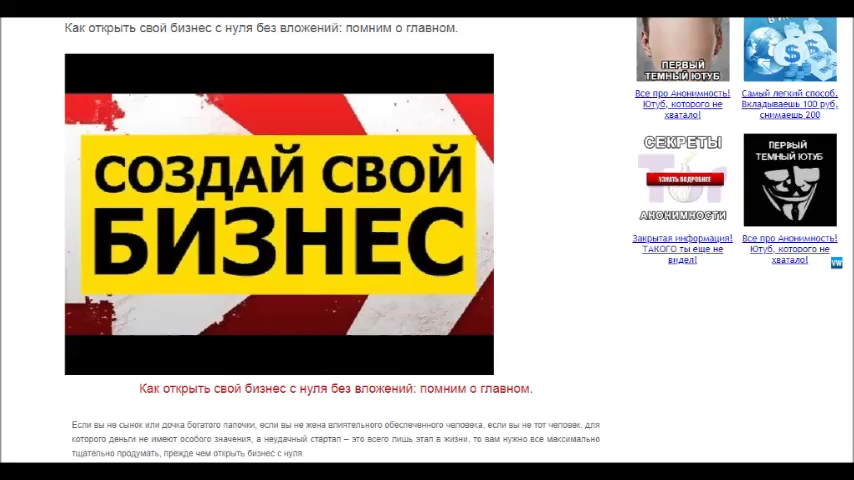 Как открыть свой бизнес с нуля без вложений: помним о главном.
СОЗДАЙ СВОЙ
БИЗНЕС
Как открыть свой бизнес с нуля без вложений: помним о главном.
Если вы не сынок или дочка богатого папочки, если вы не жена влиятельного обеспеченного человека, если вы не тот человек, для
которого деньги не имеют особого значения, а неудачный стартап – это всего лишь этап в жизни, то вам нужно все максимально
тщательно продумать, прежде чем открыть бизнес с нуля.
ПЕРВЫЙ
ТЕМНЫЙ ЮТУБ
Все про Анонимность!
Ютуб, которого не
хватало!
Самый легкий способ.
Вкладываешь 100 руб,
снимаешь 200
СЕКРЕТЫ
УЗНАТЬ ПОДРОБНЕЕ
АНОНИМНОСТИ
Закрытая информация!
ТАКОГО ты еще не
видел!
ПЕРВЫЙ
ТЕМНЫЙ ЮТУБ
Все про Анонимность!
Ютуб, которого не
хватало!
VW